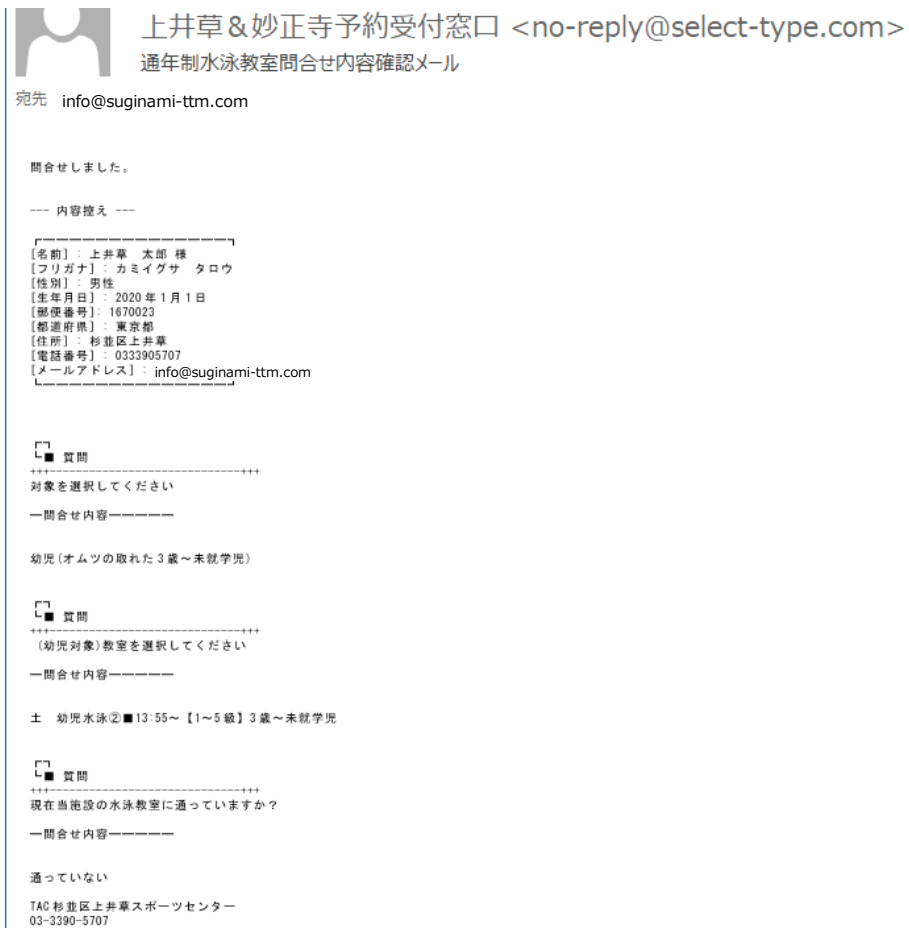 上井草＆妙正寺予約受付窓口 <no-reply@select-type.com>
通年制水泳教室問合せ内容確認メール
宛先 info@suginami-ttm.com
問合せしました。
--- 内容控え ---
┏━━━━━━━━━━━━━━━━┓
[名前]： 上井草　太郎 様
[フリガナ]： カミイグサ　タロウ
[性別]： 男性
[生年月日]： 2020年1月1日
[郵便番号]： 1670023
[都道府県]： 東京都
[住所]： 杉並区上井草
[電話番号]： 0333905707
[メールアドレス]： info@suginami-ttm.com
┗━━━━━━━━━━━━━━━━┛
┏┓
┗■ 質問
+++-----------------------------+++
対象を選択してください
━問合せ内容━━━━━
幼児(オムツの取れた3歳～未就学児)
┏┓
┗■ 質問
+++-----------------------------+++
(幼児対象)教室を選択してください
━問合せ内容━━━━━
土　幼児水泳②■13:55～【1～5級】3歳～未就学児
┏┓
┗■ 質問
+++-----------------------------+++
現在当施設の水泳教室に通っていますか？
━問合せ内容━━━━━
通っていない
TAC杉並区上井草スポーツセンター
03-3390-5707